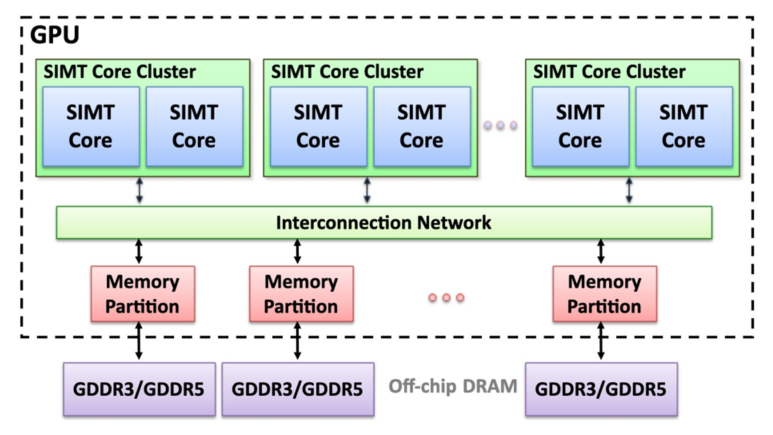 GPU
SIMT Core Cluster
SIMT Core Cluster
SIMT Core Cluster
SIMT
Core
SIMT
Core
SIMT
Core
SIMT
Core
SIMT
Core
SIMT
Core
Interconnection Network
Memory
Partition
Memory
Partition
Memory
Partition
GDDR3/GDDR5
GDDR3/GDDR5
Off-chip DRAM
GDDR3/GDDR5